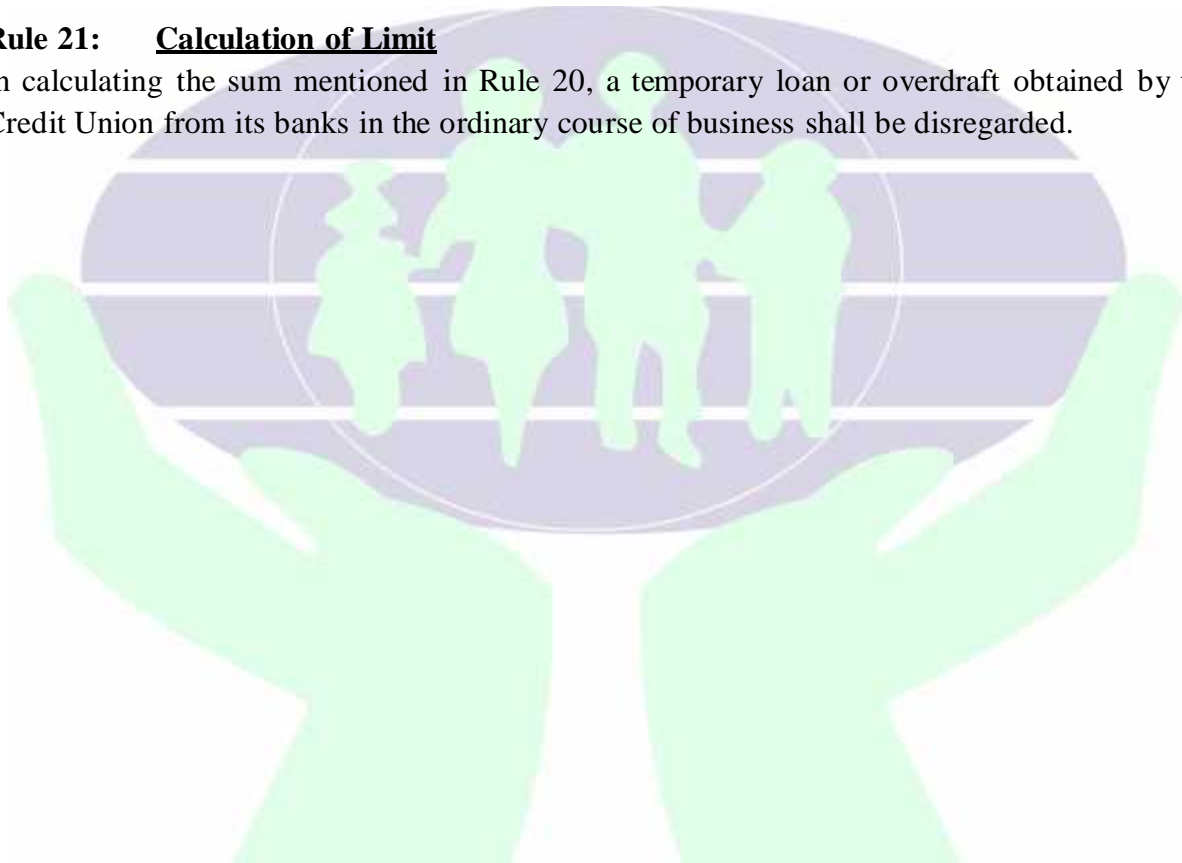 Rule 21: Calculation of Limit
n calculating the sum mentioned in Rule 20, a temporary loan or overdraft obtained by
Credit Union from its banks in the ordinary course of business shall be disregarded.